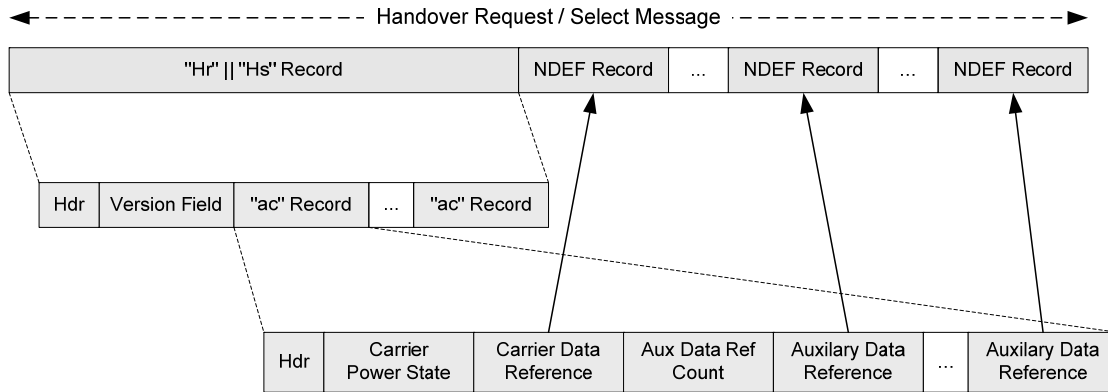 Handover Request / Select Message
"Hr" || "Hs" Record
NDEF Record
...
NDEF Record
...
NDEF Record
Hdr
Version Field
"ac" Record
...
"ac" Record
Hdr
Carrier
Power State
Carrier Data
Reference
Aux Data Ref
Count
Auxilary Data
Reference
...
Auxilary Data
Reference